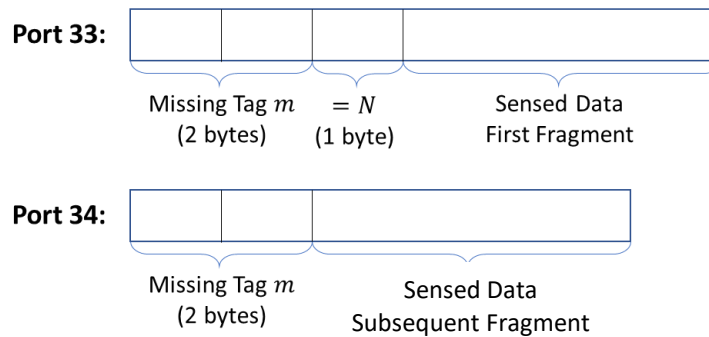 Port 33:
Missing Tag m
(2 bytes)
= N
(1 byte)
Sensed Data
First Fragment
Port 34:
Missing Tag m
(2 bytes)
Sensed Data
Subsequent Fragment